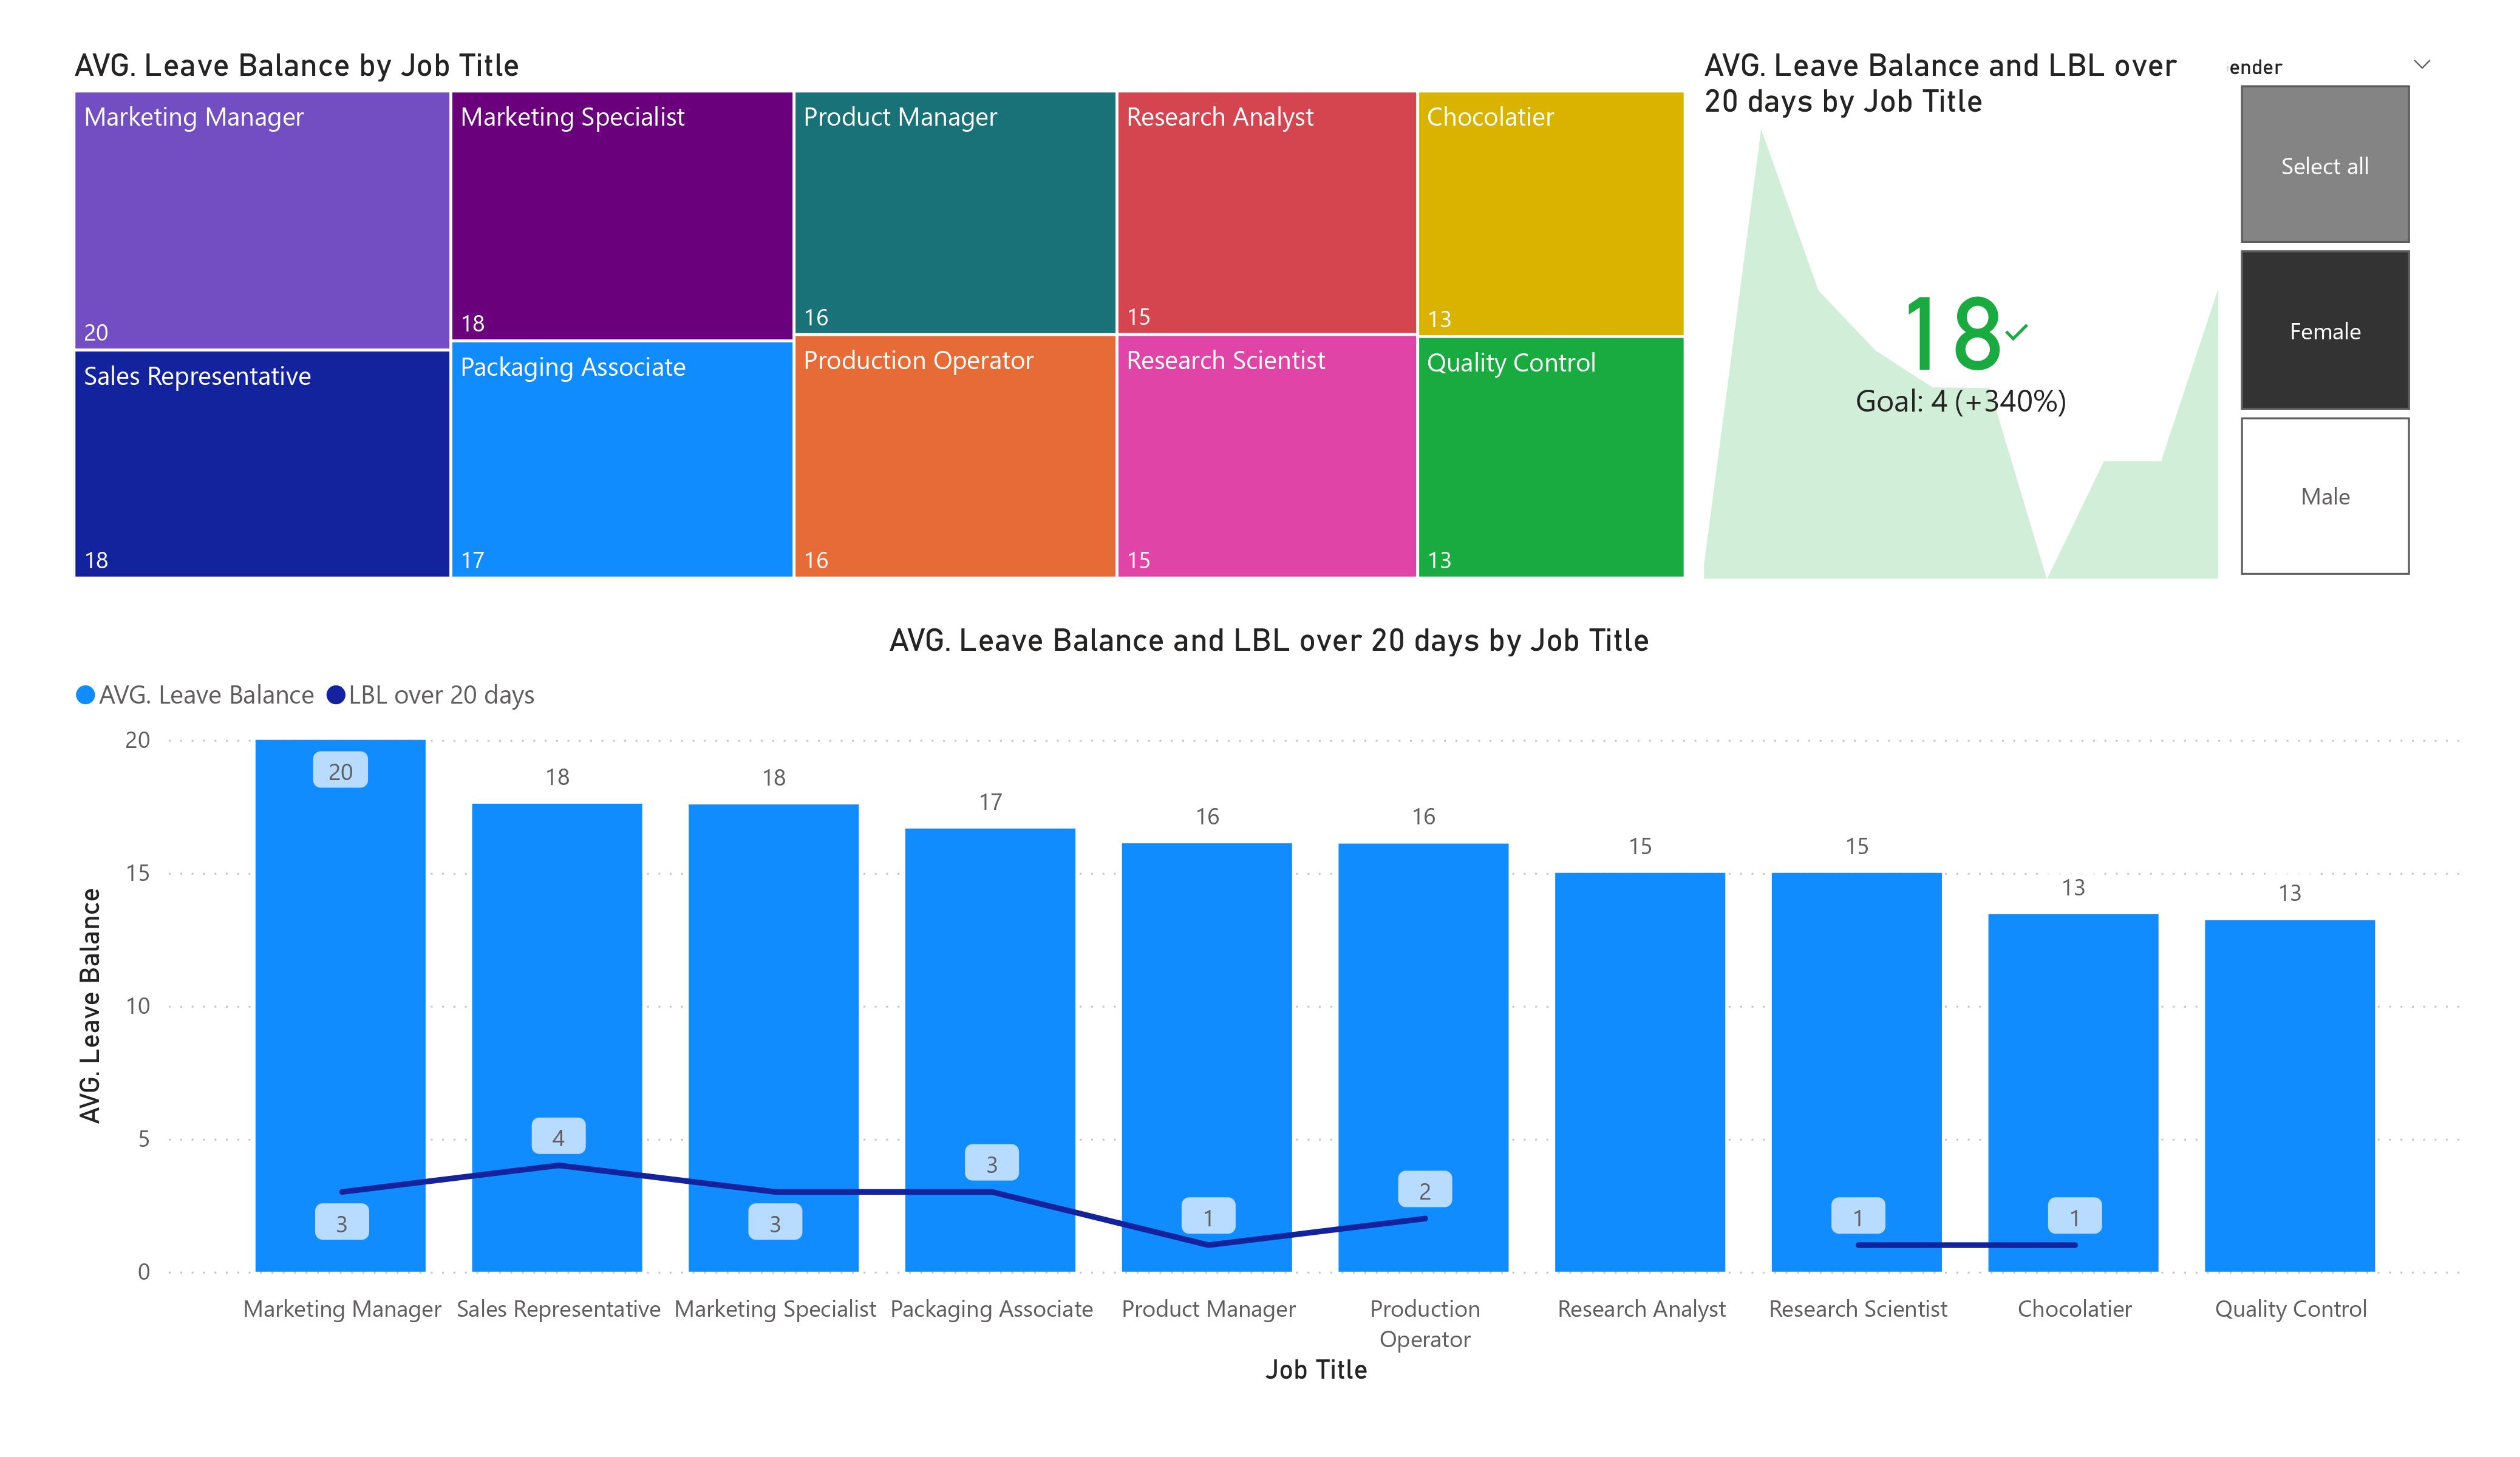 AVG. Leave Balance by Job Title
Marketing Manager
20
Sales Representative
18
Marketing Specialist
18
Packaging Associate
17
Product Manager
16
Production Operator
16
Research Analyst
15
Research Scientist
15
Chocolatier
13
Quality Control
13
AVG. Leave Balance and LBL over
20 days by Job Title
18
Goal: 4 (+340%)
ender
Select all
Female
Male
AVG. Leave Balance and LBL over 20 days by Job Title
AVG. Leave Balance
LBL over 20 days
AVG. Leave Balance
20
15
10
5
0
20
18
18
17
16
16
15
15
13
13
3
4
3
3
1
2
1
1
Marketing Manager
Sales Representative
Marketing Specialist
Packaging Associate
Product Manager
Production
Operator
Research Analyst
Research Scientist
Chocolatier
Quality Control
Job Title